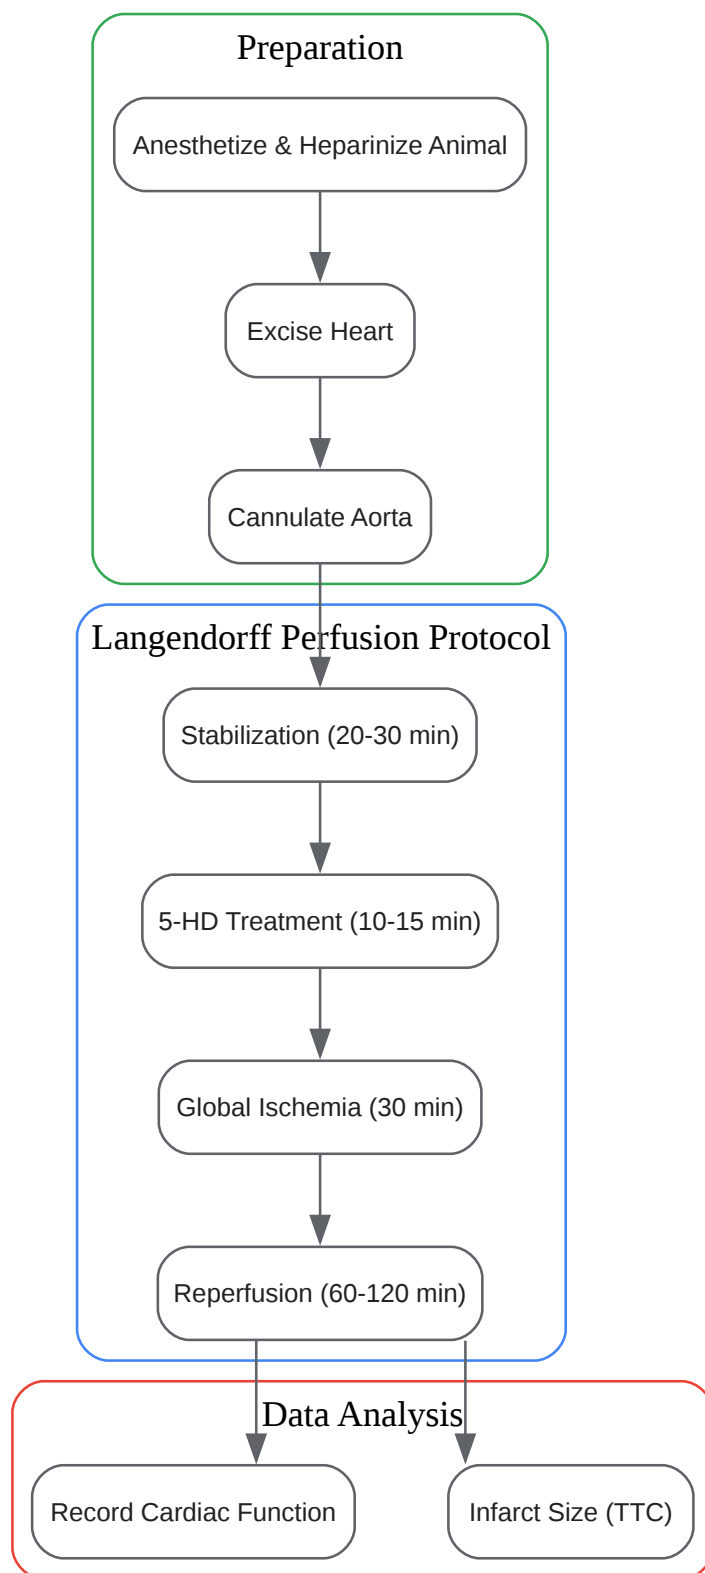 Preparation
Anesthetize & Heparinize Animal
Excise Heart
Cannulate Aorta
Langendorff Perfusion Protocol
Stabilization (20-30 min)
5-HD Treatment (10-15 min)
Global Ischemia (30 min)
Reperfusion (60-120 min)
Data Analysis
Record Cardiac Function
Infarct Size (TTC)